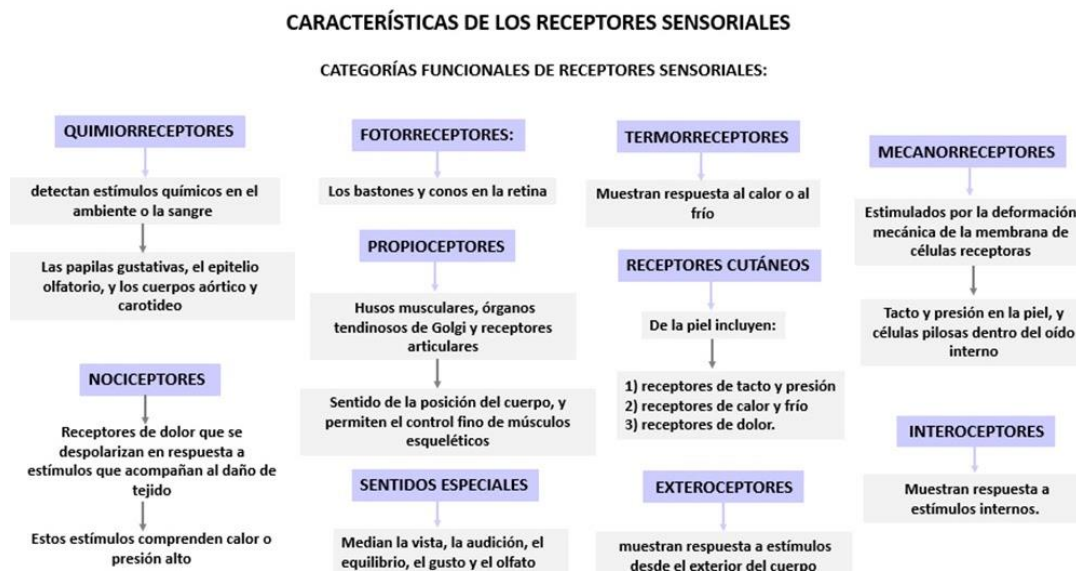 CARACTERÍSTICAS DE LOS RECEPTORES SENSORIALES
CATEGORÍAS FUNCIONALES DE RECEPTORES SENSORIALES:
QUIMIORRECEPTORES
detectan estímulos químicos en el
ambiente o la sangre
Las papilas gustativas, el epitelio
olfatorio, y los cuerpos aórtico y
carotideo
NOCICEPTORES
Receptores de dolor que se
despolarizan en respuesta a
estímulos que acompañan al daño de
tejido
Estos estímulos comprenden calor o
presión alto
FOTORRECEPTORES:
Los bastones y conos en la retina
PROPIOCEPTORES
Husos musculares, órganos
tendinosos de Golgi y receptores
articulares
Sentido de la posición del cuerpo, y
permiten el control fino de músculos
esqueléticos
SENTIDOS ESPECIALES
Median la vista, la audición, el
equilibrio, el gusto y el olfato
TERMORRECEPTORES
Muestran respuesta al calor o al
frío
RECEPTORES CUTÁNEOS
De la piel incluyen:
1) receptores de tacto y presión
2) receptores de calor y frío
3) receptores de dolor.
EXTEROCEPTORES
muestran respuesta a estímulos
desde el exterior del cuerpo
MECANORRECEPTORES
Estimulados por la deformación
mecánica de la membrana de
células receptoras
Tacto y presión en la piel, y
células pilosas dentro del oído
interno
INTEROCEPTORES
Muestran respuesta a
estímulos internos.